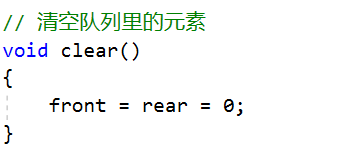 // 清空队列里的元素
void clear()
{
    front = rear = 0;
}